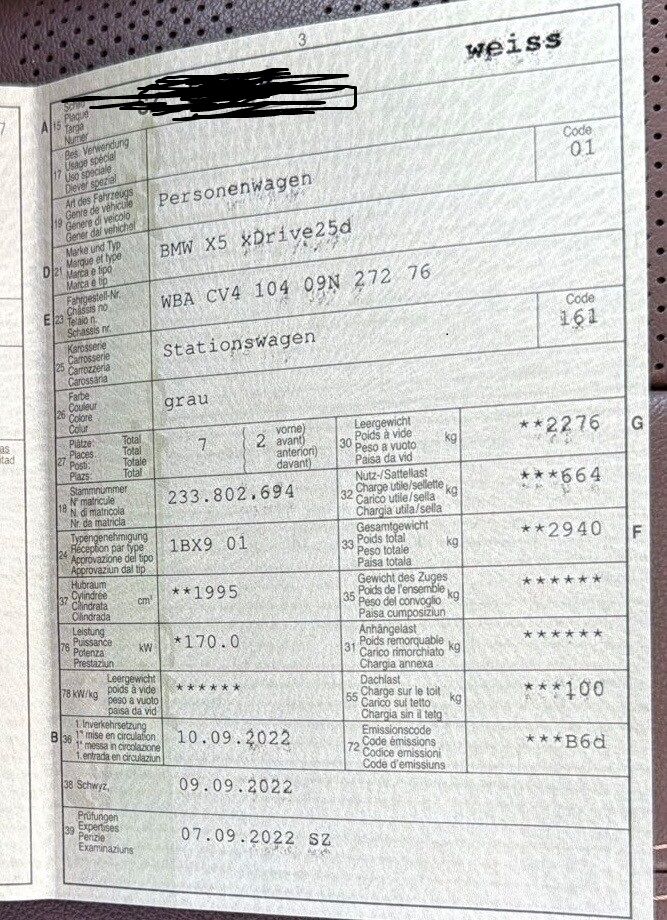 3
weiss
A 15
Plaque
Targa
Numer
17 Bes. Verwendung
Usage spécial
Uso speciale
Diever spezial
Code
01
19 Art des Fahrzeugs
Genre de véhicule
Genere di veicolo
Gener dal vehichel
Personenwagen
D 21 Marke und Typ
Marque et type
Marca e tipo
Marca e tip
BMW X5 xDrive25d
E 23 Fahrgestell-Nr.
Châssis no
Telaio n.
Schassis nr.
WBA CV4 104 09N 272 76
25 Karosserie
Carrosserie
Carrozzeria
Carossaria
Stationswagen
Code
161
26 Farbe
Couleur
Colore
Colur
grau
27 Plätze: Total
Places: Total
Posti: Totale
Plazs: Total
7 ( 2 vorne)
avant)
anteriori)
davant)
30 Leergewicht
Poids à vide
Peso a vuoto
Paisa da vid
kg
**2276 G
18 Stammnummer
N° matricule
N. di matricola
Nr. da matricla
233.802.694
32 Nutz-/Sattellast
Charge utile/sellette
Carico utile/sella
Chargia utila/sella
kg
***664
24 Typengenehmigung
Réception par type
Approvazione del tipo
Approvaziun dal tip
1BX9 01
33 Gesamtgewicht
Poids total
Peso totale
Paisa totala
kg
**2940 F
37 Hubraum
Cylindrée
Cilindrata
Cilindrada
cm³
**1995
35 Gewicht des Zuges
Poids de l'ensemble
Peso del convoglio
Paisa cumposiziun
kg
******
76 Leistung
Puissance
Potenza
Prestaziun
kW
*170.0
31 Anhängelast
Poids remorquable
Carico rimorchiato
Chargia annexa
kg
******
78 kW/kg Leergewicht
poids à vide
peso a vuoto
paisa da vid
******
55 Dachlast
Charge sur le toit
Carico sul tetto
Chargia sin il tetg
kg
***100
B 36 1. Inverkehrsetzung
1re mise en circulation
1a messa in circolazione
1. entrada en circulaziun
10.09.2022
72 Emissionscode
Code émissions
Codice emissioni
Code d'emissiuns
***B6d
38 Schwyz,
09.09.2022
39 Prüfungen
Expertises
Perizie
Examinaziuns
07.09.2022 SZ
7
as
itad